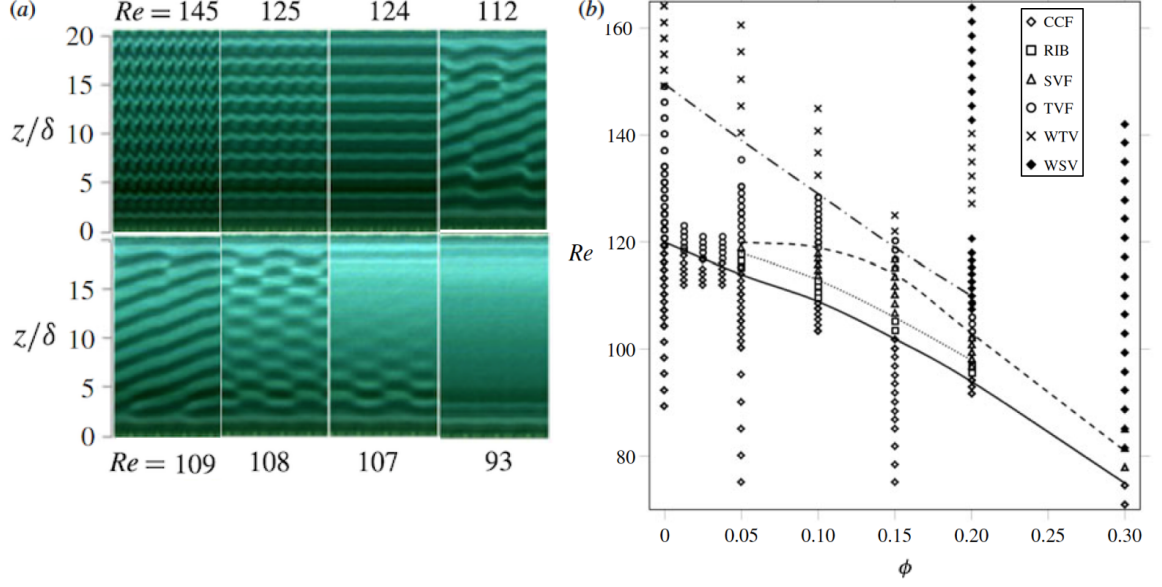 (a) Re = 145 125 124 112
20
15
z/δ
10
5
0
15
z/δ
10
5
0
Re = 109 108 107 93
(b)
160
140
120
Re
100
80
0 0.05 0.10 0.15 0.20 0.25 0.30
ϕ
CCF
RIB
SVF
TVF
WTV
WSV